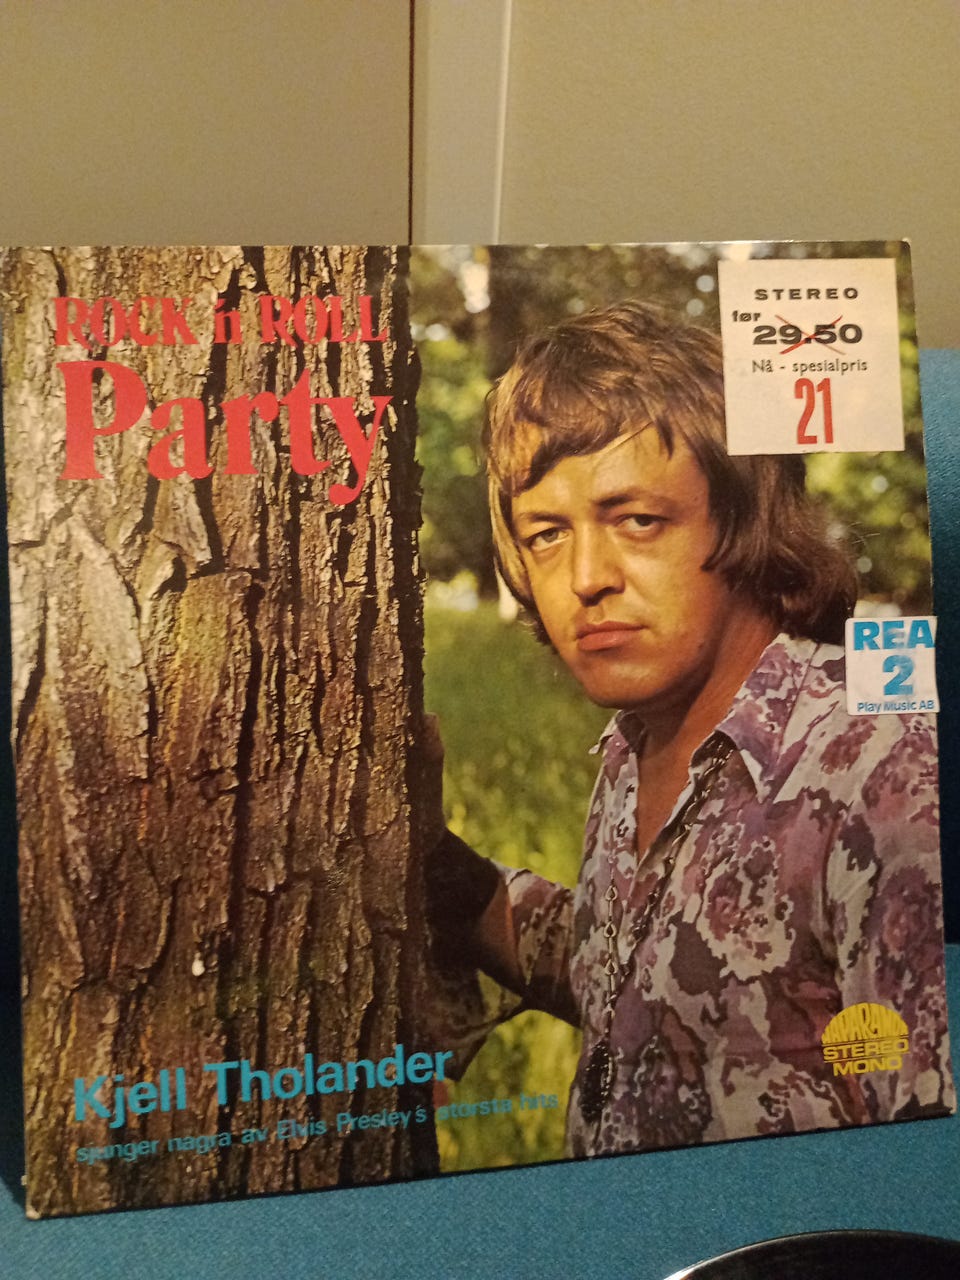 ROCK 'n ROLL
Party
STEREO
før
29.50
Nå - spesialpris
21
REA
2
Play Music AB
Kjell Tholander
sjunger några av Elvis Presley's största hits
STEREO
MONO